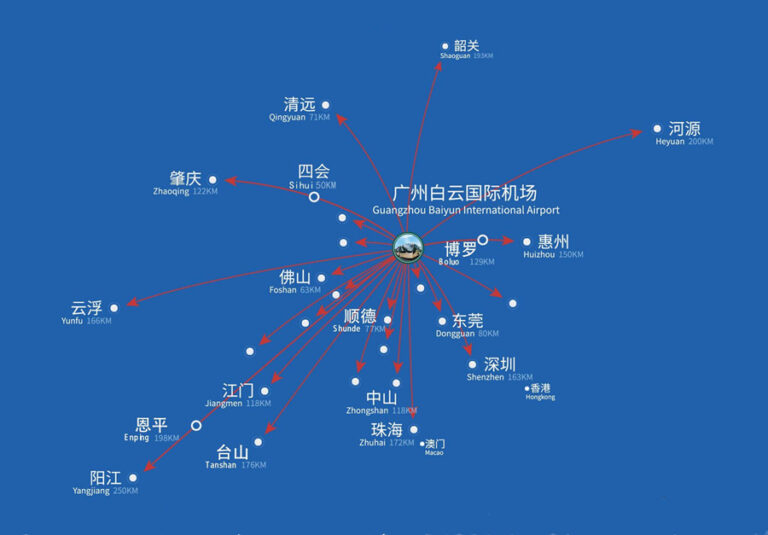 韶关
Shaoguan 193KM
清远
Qingyuan 71KM
河源
Heyuan 200KM
四会
Sihui 50KM
肇庆
Zhaoqing 122KM
广州白云国际机场
Guangzhou Baiyun International Airport
博罗
Boluo 129KM
惠州
Huizhou 150KM
佛山
Foshan 63KM
云浮
Yunfu 166KM
顺德
Shunde 77KM
东莞
Dongguan 80KM
深圳
Shenzhen 163KM
香港
Hongkong
江门
Jiangmen 118KM
中山
Zhongshan 118KM
恩平
Enping 198KM
珠海
Zhuhai 172KM
澳门
Macao
台山
Tanshan 176KM
阳江
Yangjiang 250KM